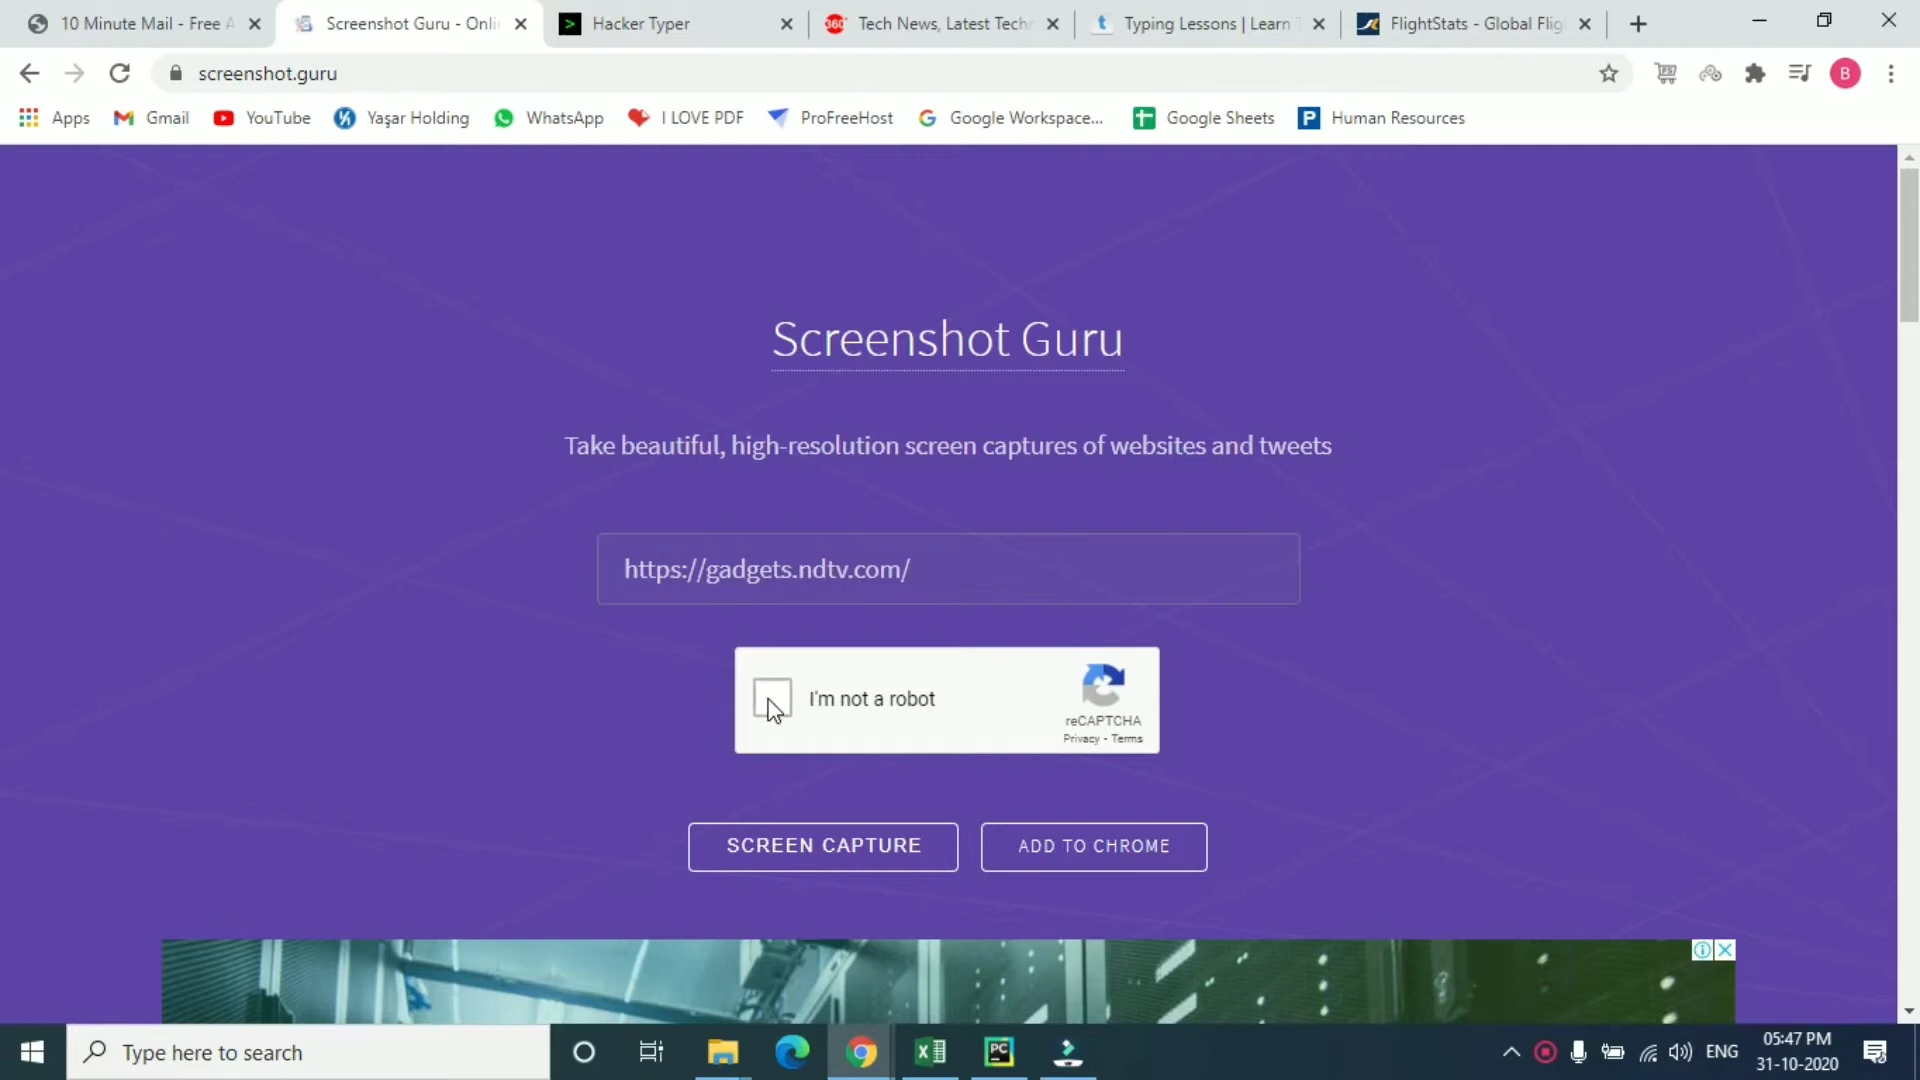 10 Minute Mail - Free A
Screenshot Guru - Onli
Hacker Typer
360
Tech News, Latest Tech
t
Typing Lessons | Learn T
FlightStats - Global Flig
screenshot.guru
B
Apps
Gmail
YouTube
Yaşar Holding
WhatsApp
I LOVE PDF
ProFreeHost
Google Workspace...
Google Sheets
P
Human Resources
Screenshot Guru
Take beautiful, high-resolution screen captures of websites and tweets
https://gadgets.ndtv.com/
I'm not a robot
reCAPTCHA
Privacy - Terms
SCREEN CAPTURE
ADD TO CHROME
Type here to search
PC
ENG
05:47 PM
31-10-2020